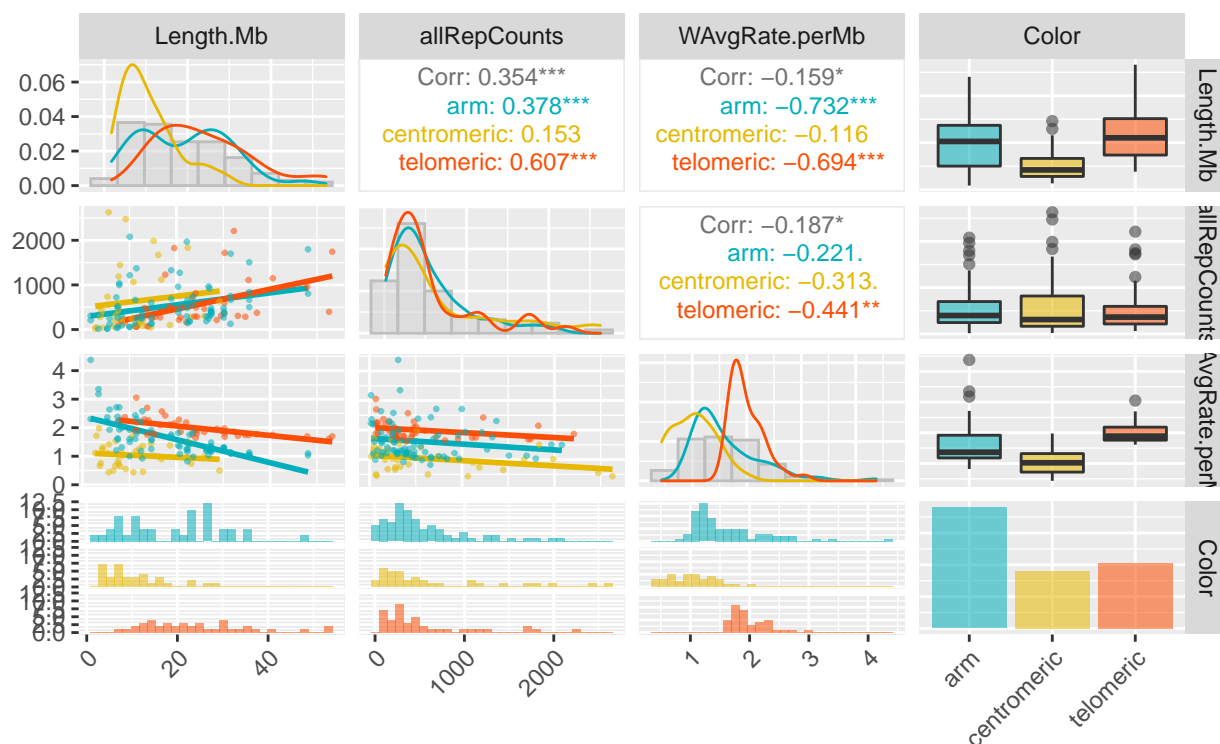 Length.Mb allRepCounts WAvgRate.perMb Color
0.06
0.04
0.02
0.00
Corr: 0.354***
arm: 0.378***
centromeric: 0.153
telomeric: 0.607***
Corr: −0.159*
arm: −0.732***
centromeric: −0.116
telomeric: −0.694***
Length.Mb
2000
1000
0
Corr: −0.187*
arm: −0.221.
centromeric: −0.313.
telomeric: −0.441**
allRepCounts
4
3
2
1
0
AvgRate.perM
Color
0 20 40
0 1000 2000
1 2 3 4
arm centromeric telomeric